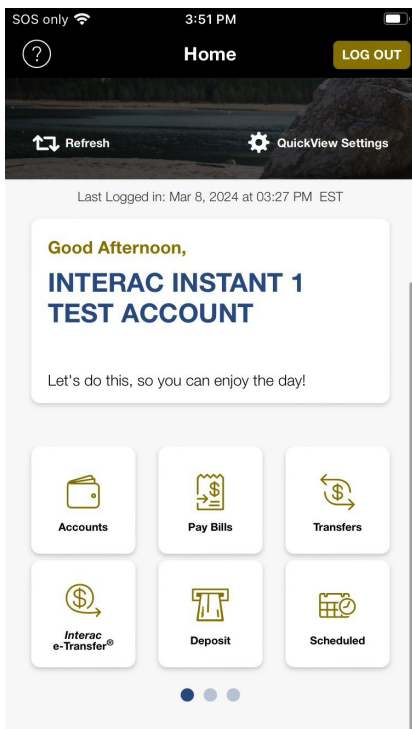 SOS only 3:51 PM
? Home LOG OUT
Refresh QuickView Settings
Last Logged in: Mar 8, 2024 at 03:27 PM EST
Good Afternoon,
INTERAC INSTANT 1
TEST ACCOUNT
Let's do this, so you can enjoy the day!
Accounts Pay Bills Transfers
Interac
e-Transfer® Deposit Scheduled